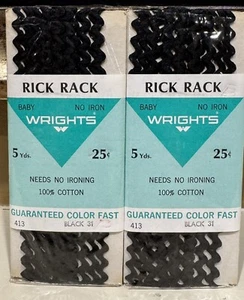 RICK RACK
BABY NO IRON
WRIGHTS
5 Yds. 25¢
NEEDS NO IRONING
100% COTTON
GUARANTEED COLOR FAST
413 BLACK 31
RICK RACK
BABY NO IRON
WRIGHTS
5 Yds. 25¢
NEEDS NO IRONING
100% COTTON
GUARANTEED COLOR FAST
413 BLACK 31